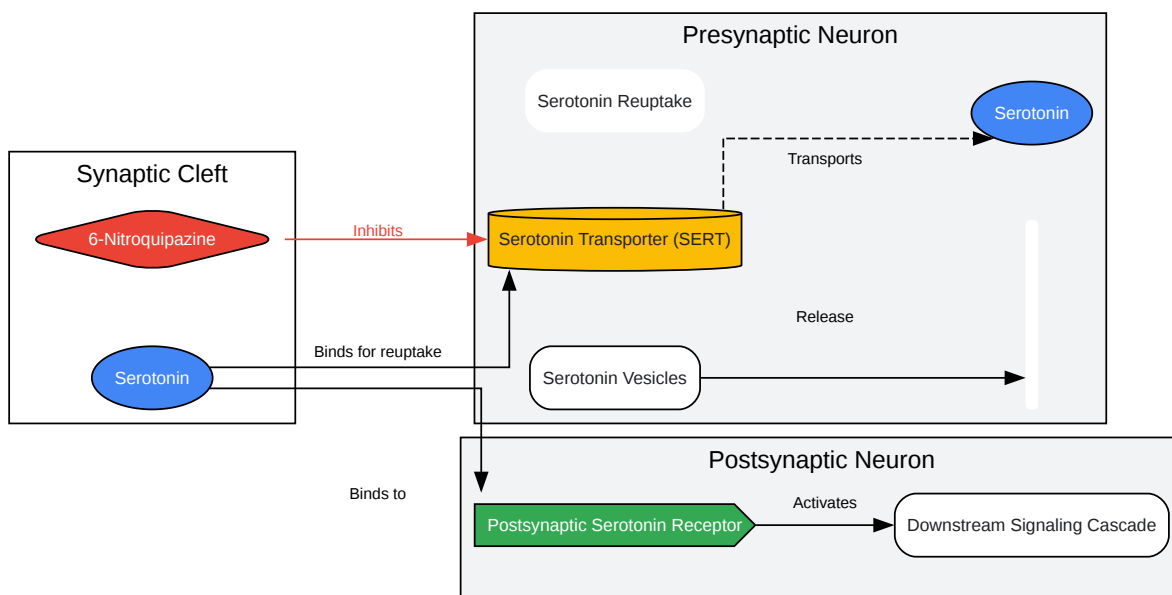 Presynaptic Neuron
Serotonin Reuptake
Serotonin
Transports
Synaptic Cleft
6-Nitroquipazine
Inhibits
Serotonin Transporter (SERT)
Release
Binds for reuptake
Serotonin
Serotonin Vesicles
Postsynaptic Neuron
Binds to
Postsynaptic Serotonin Receptor
Activates
Downstream Signaling Cascade